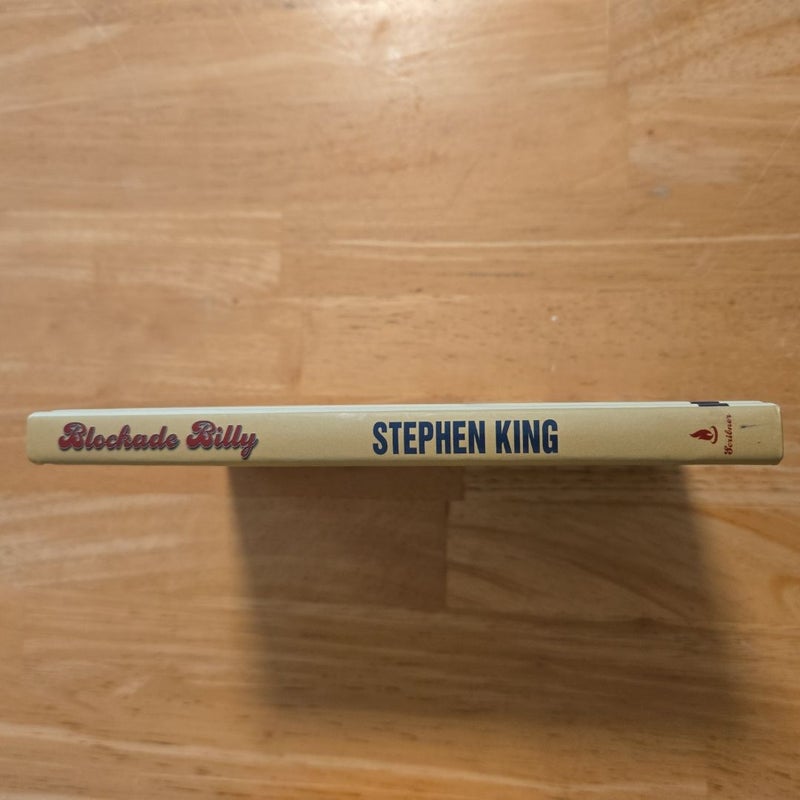 Blockade Billy
STEPHEN KING
Scribner